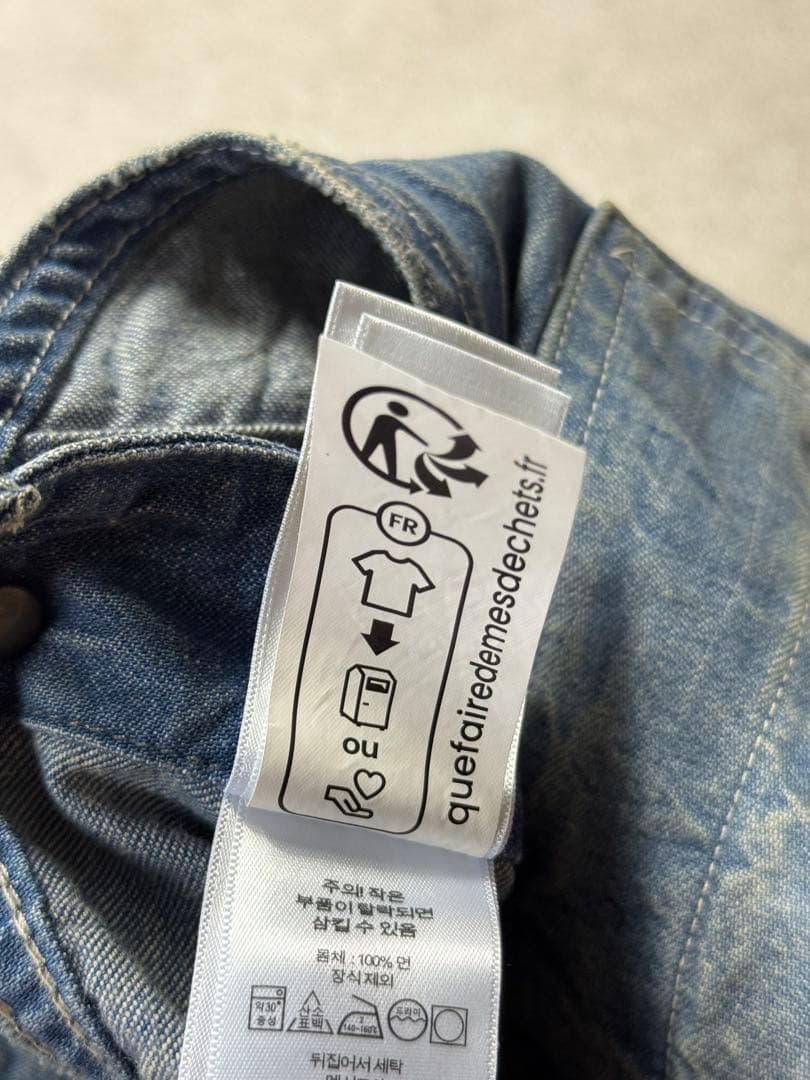 FR
OU
quefairedemesdechets.fr
주의! 작은
부품이 탈락되면
삼킬 수 있음
몸체 : 100% 면
장식제외
약30°
중성
산소
표백
2
140~160℃
드라이
뒤집어서 세탁